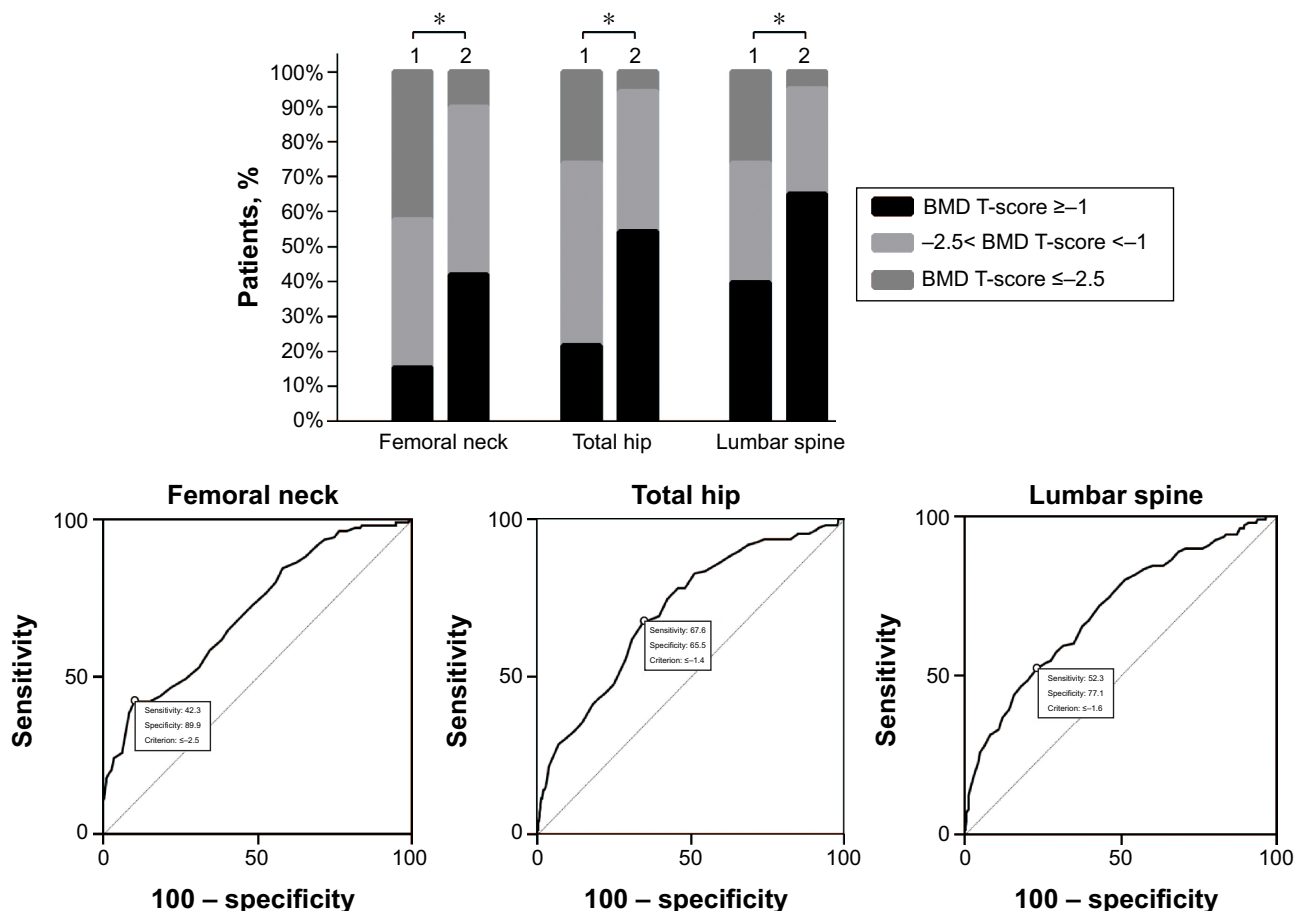 * * *
1 2 1 2 1 2
100%
90%
80%
70%
60%
50%
40%
30%
20%
10%
0%
Patients, %
Femoral neck Total hip Lumbar spine
BMD T-score ≥–1
–2.5< BMD T-score <–1
BMD T-score ≤–2.5
Femoral neck
100
50
0
Sensitivity
Sensitivity: 42.3
Specificity: 89.9
Criterion: ≤–2.5
0 50 100
100 – specificity
Total hip
100
50
0
Sensitivity
Sensitivity: 67.6
Specificity: 65.5
Criterion: ≤–1.4
0 50 100
100 – specificity
Lumbar spine
100
50
0
Sensitivity
Sensitivity: 52.3
Specificity: 77.1
Criterion: ≤–1.6
0 50 100
100 – specificity